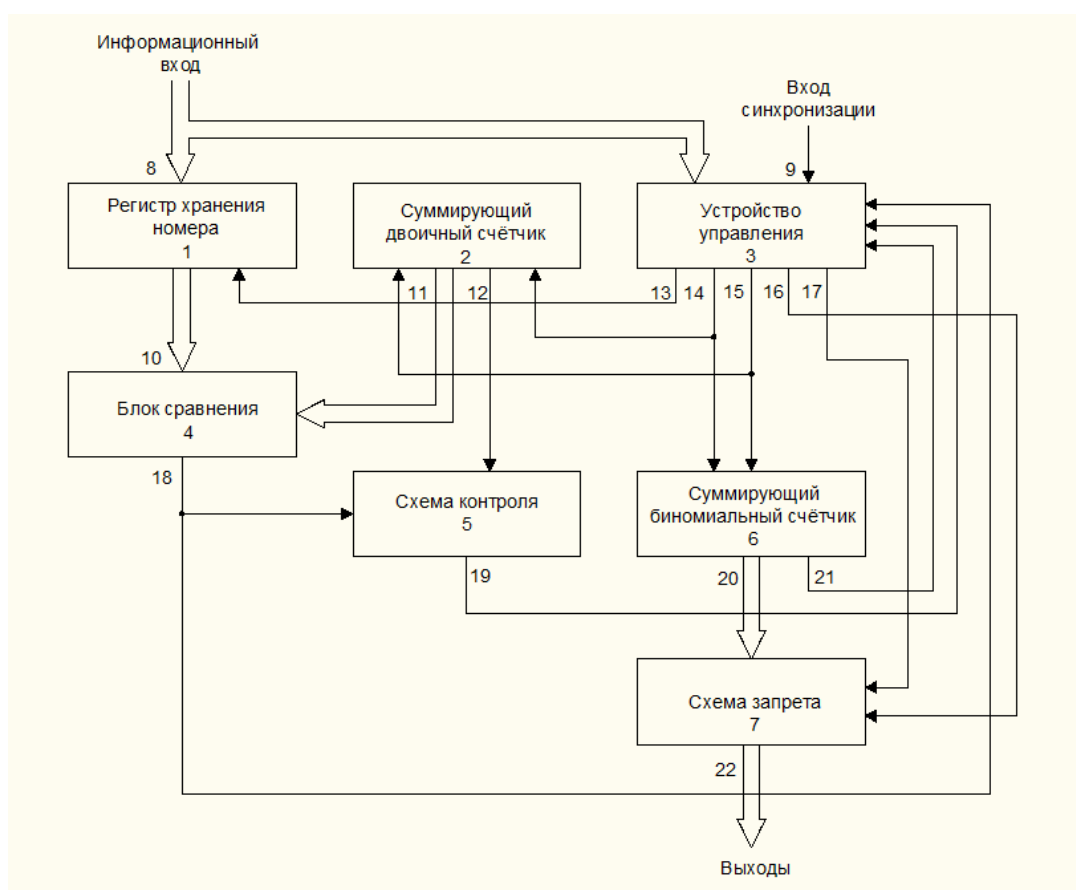 Информационный
вход
Вход
синхронизации
8
9
Регистр хранения
номера
1
Суммирующий
двоичный счётчик
2
Устройство
управления
3
11
12
13
14
15
16
17
10
Блок сравнения
4
18
Схема контроля
5
Суммирующий
биномиальный счётчик
6
19
20
21
Схема запрета
7
22
Выходы